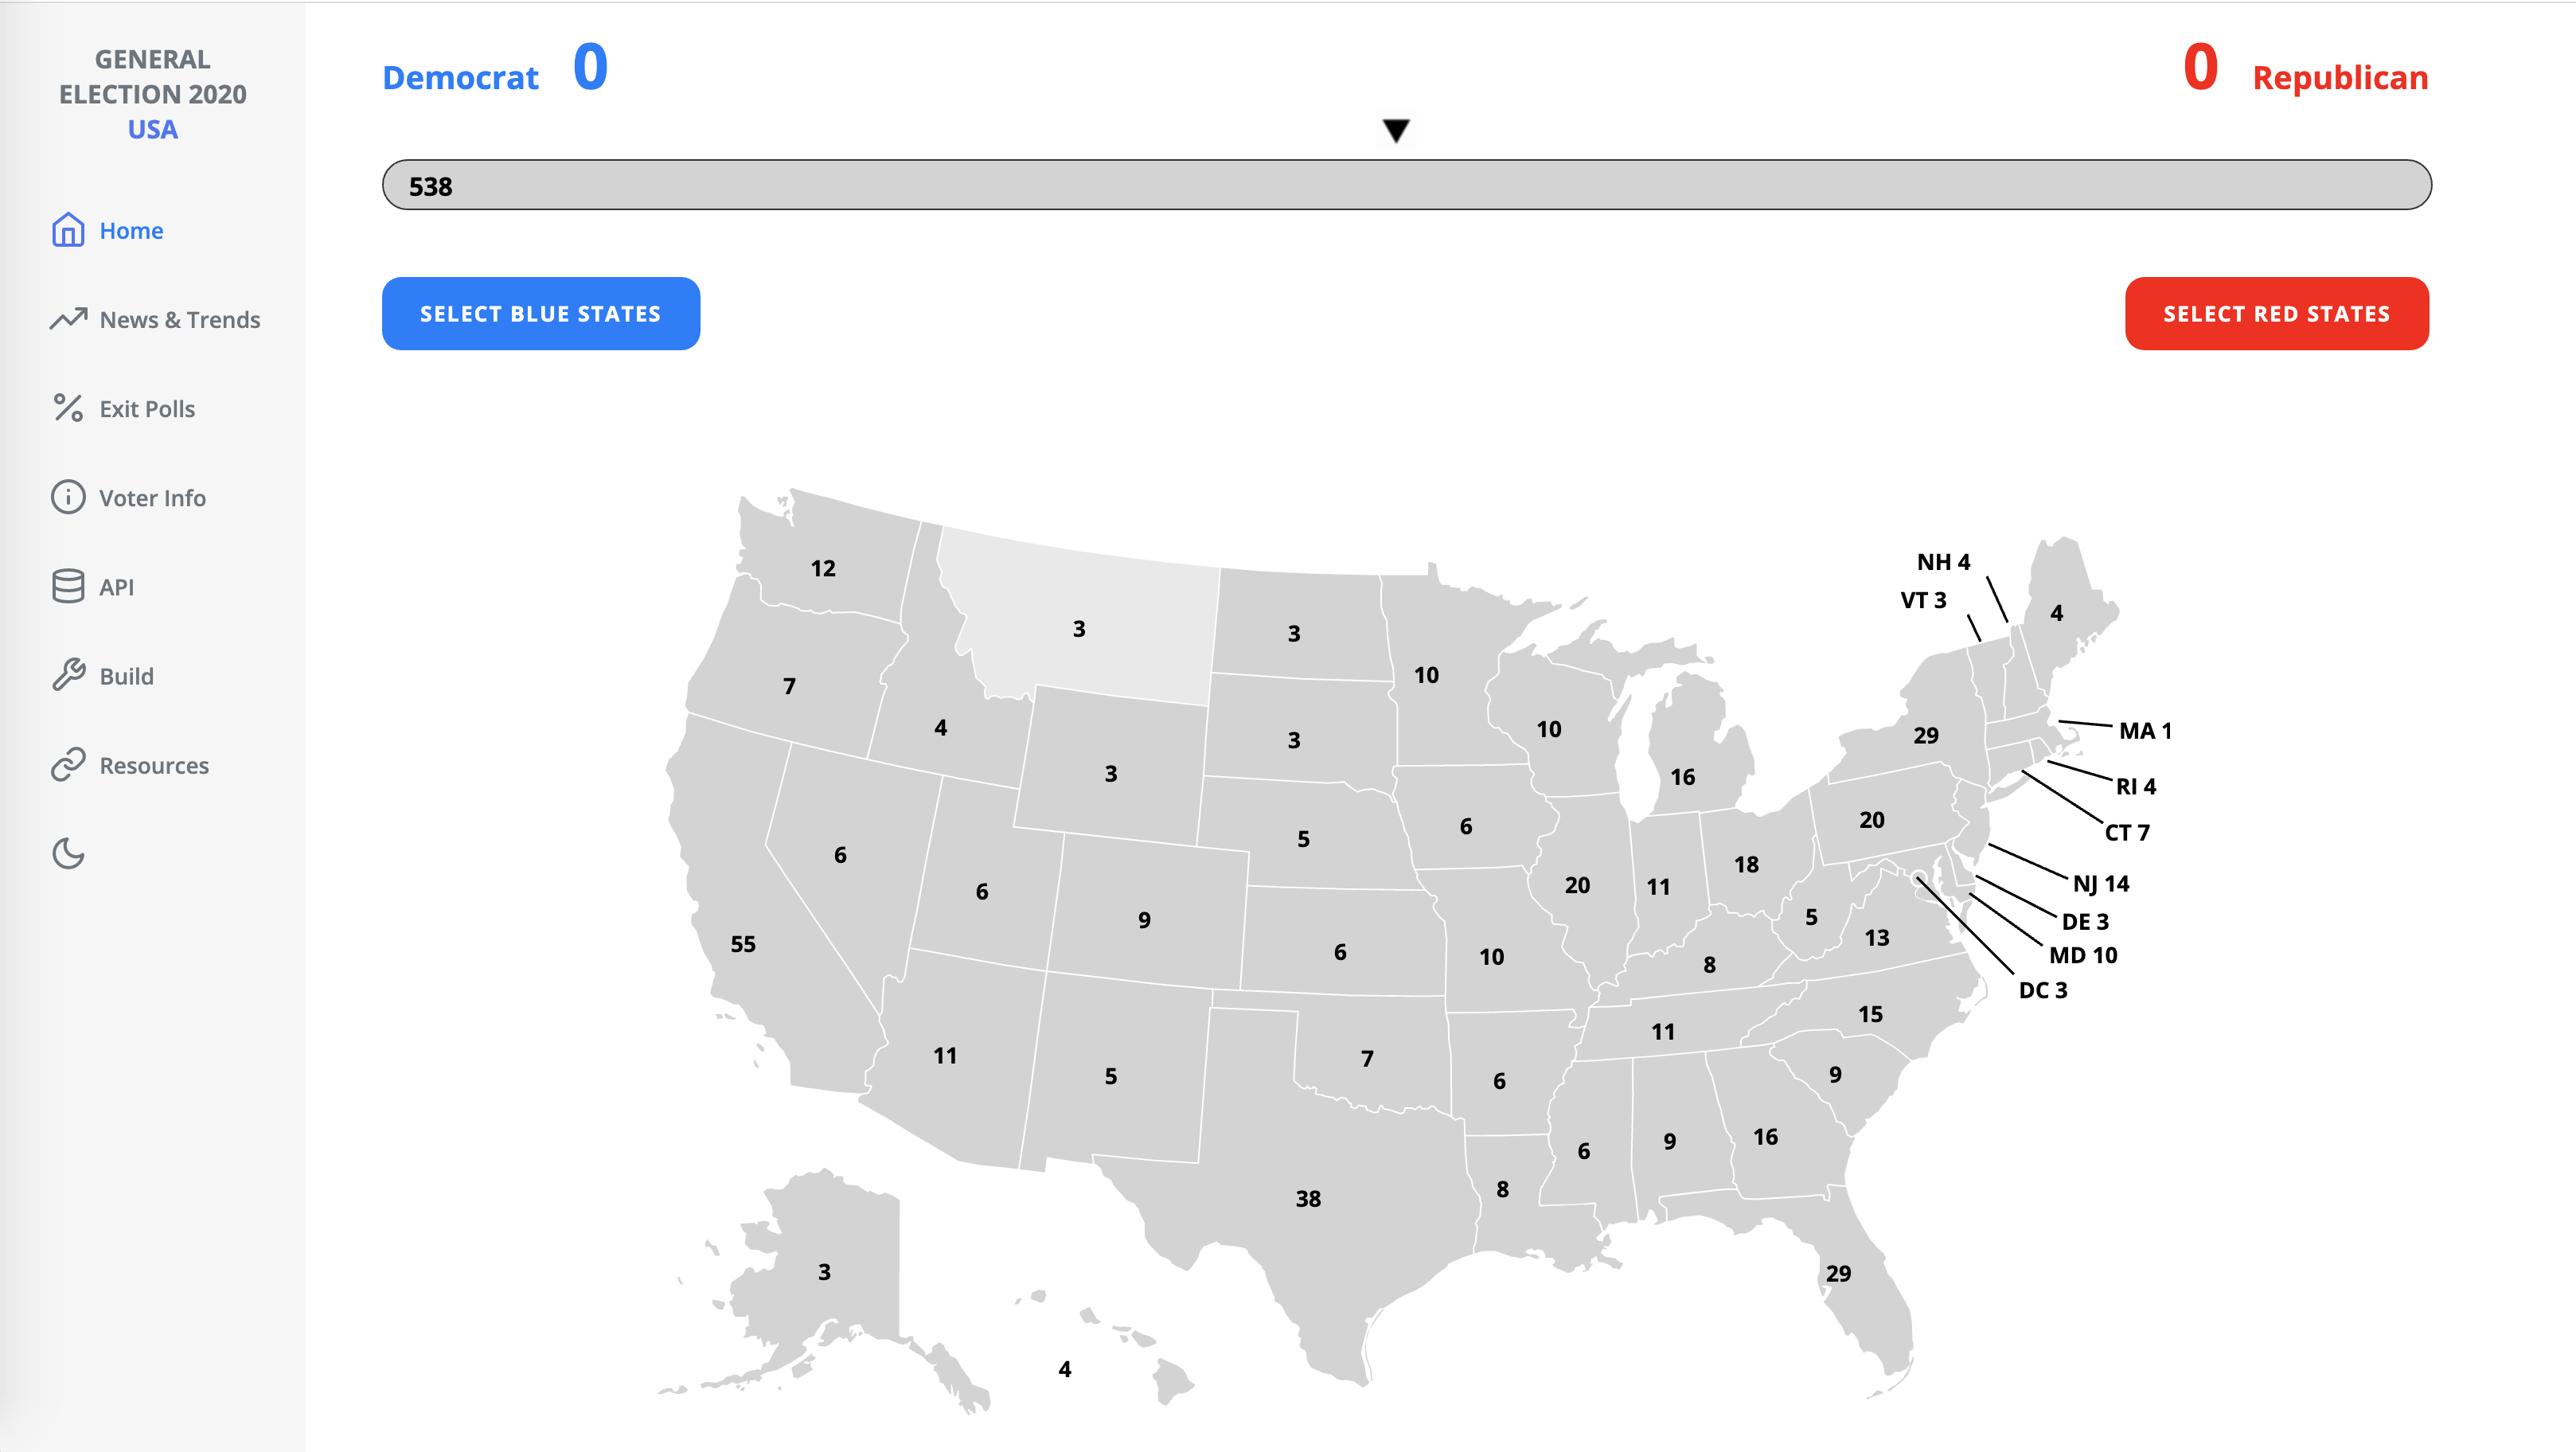 GENERAL
ELECTION 2020
USA
Home
News & Trends
Exit Polls
Voter Info
API
Build
Resources
Democrat 0
0 Republican
538
SELECT BLUE STATES
SELECT RED STATES
12
NH 4
VT 3
4
3
3
10
7
4
10
29
MA 1
3
3
16
RI 4
6
5
6
20
CT 7
6
9
20
11
18
NJ 14
55
6
10
8
5
13
DE 3
MD 10
DC 3
11
5
7
6
11
15
9
38
8
6
9
16
3
29
4